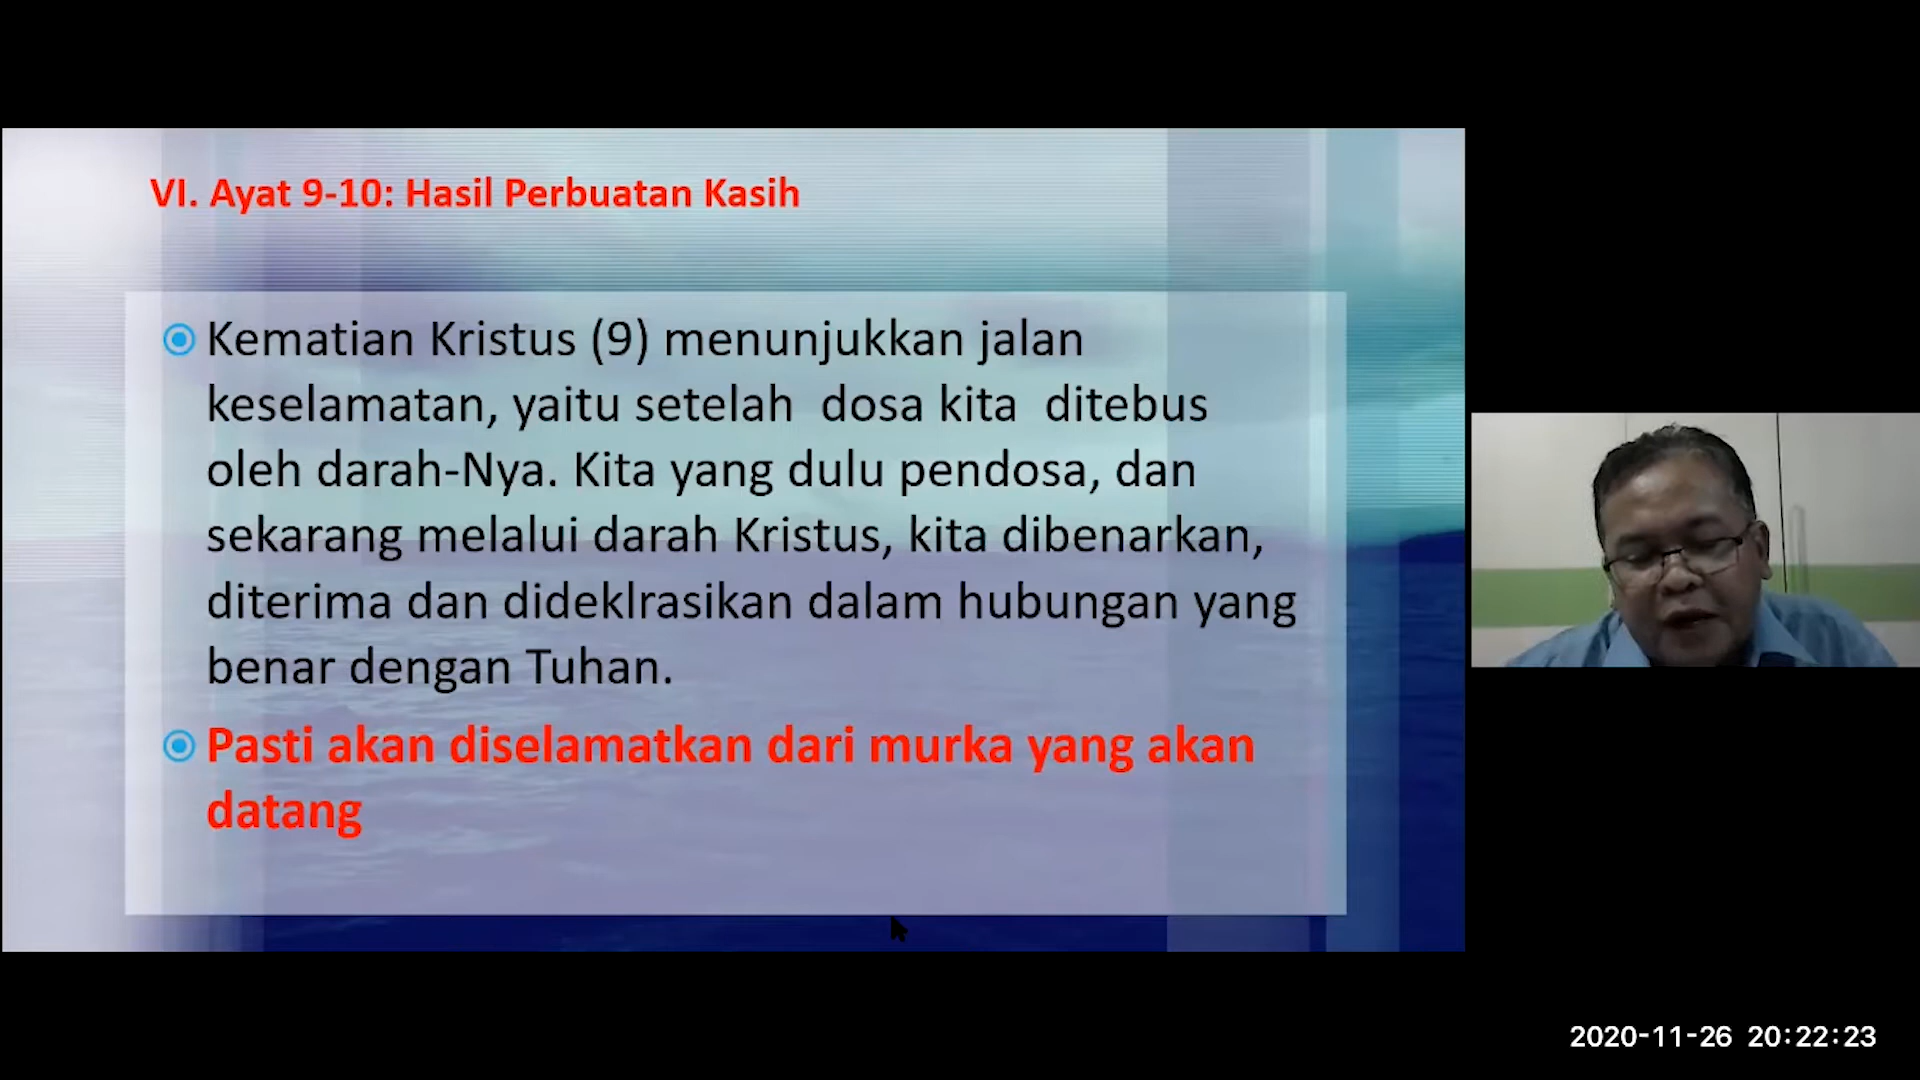 VI. Ayat 9-10: Hasil Perbuatan Kasih
Kematian Kristus (9) menunjukkan jalan
keselamatan, yaitu setelah dosa kita ditebus
oleh darah-Nya. Kita yang dulu pendosa, dan
sekarang melalui darah Kristus, kita dibenarkan,
diterima dan dideklrasikan dalam hubungan yang
benar dengan Tuhan.
Pasti akan diselamatkan dari murka yang akan
datang
2020-11-26 20:22:23